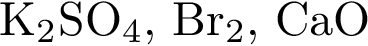 K₂SO₄, Br₂, CaO